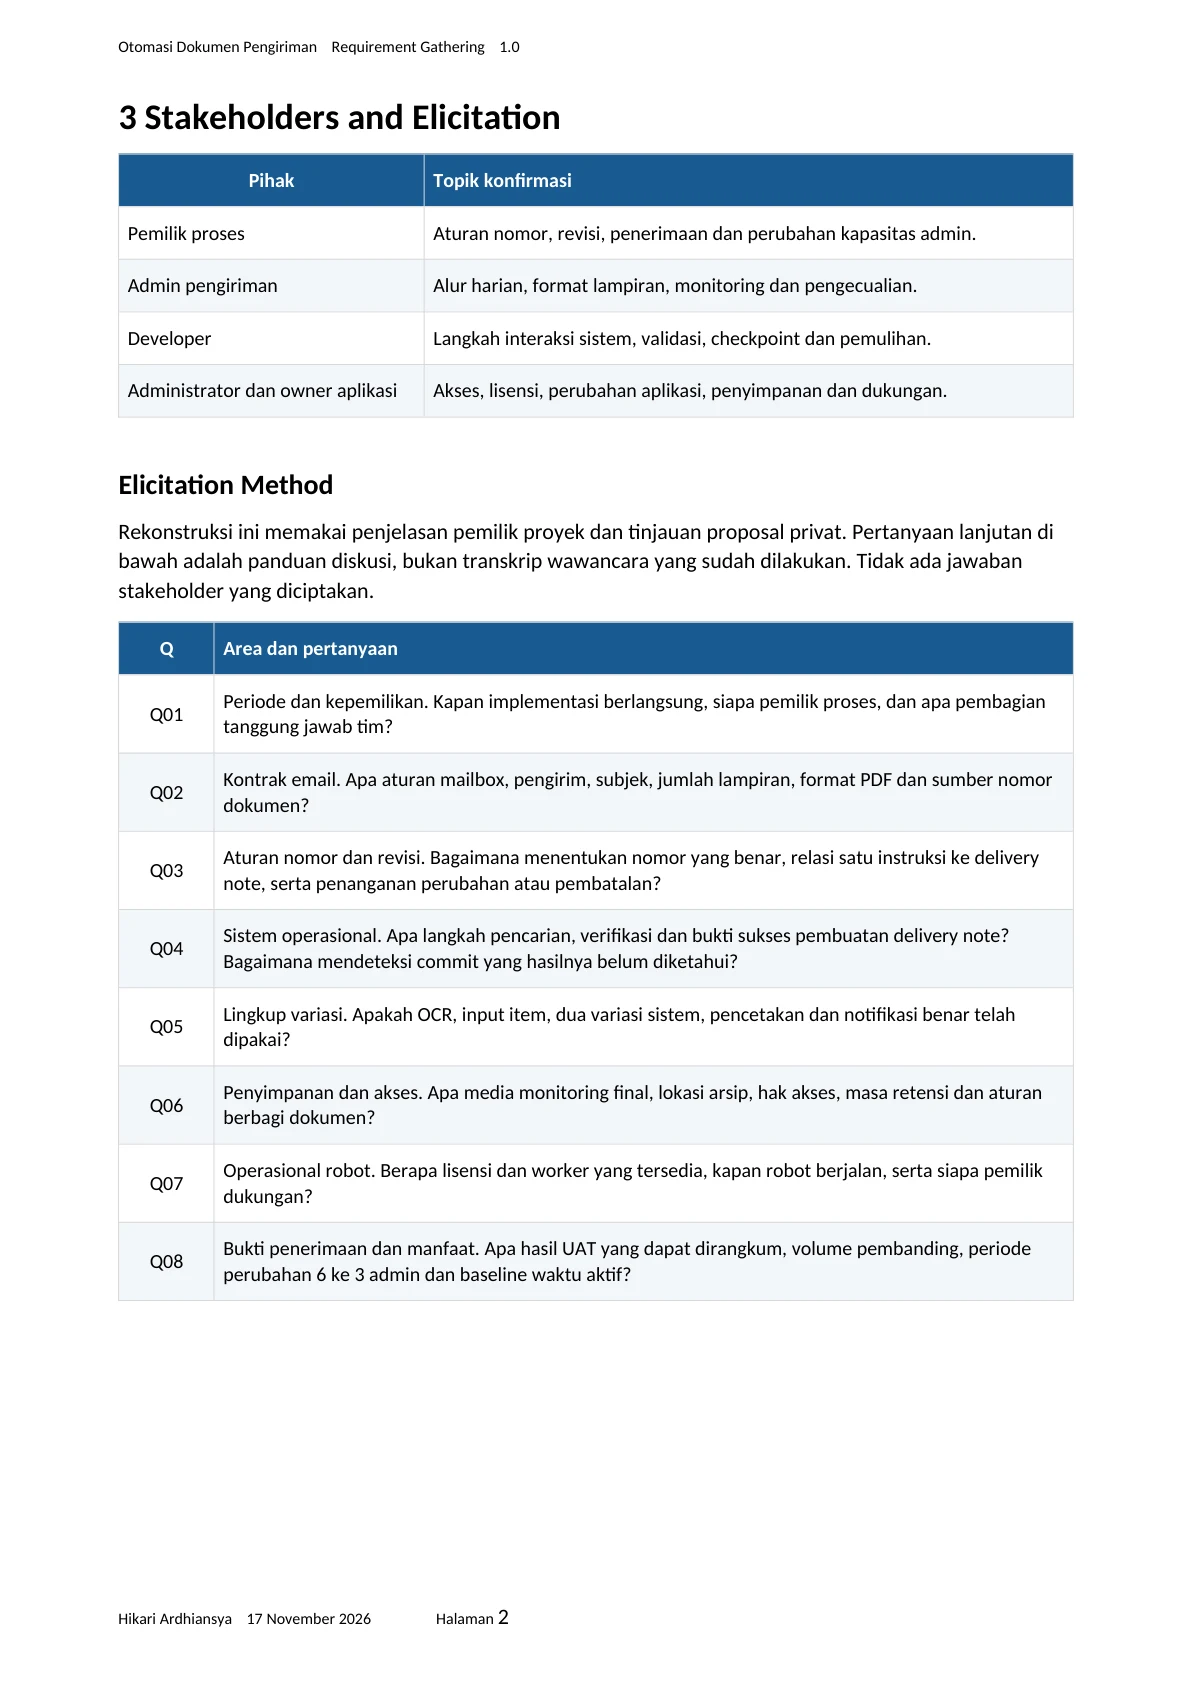 Otomasi Dokumen Pengiriman Requirement Gathering 1.0
3 Stakeholders and Elicitation
Pihak Topik konfirmasi
Pemilik proses Aturan nomor, revisi, penerimaan dan perubahan kapasitas admin.
Admin pengiriman Alur harian, format lampiran, monitoring dan pengecualian.
Developer Langkah interaksi sistem, validasi, checkpoint dan pemulihan.
Administrator dan owner aplikasi Akses, lisensi, perubahan aplikasi, penyimpanan dan dukungan.
Elicitation Method
Rekonstruksi ini memakai penjelasan pemilik proyek dan tinjauan proposal privat. Pertanyaan lanjutan di
bawah adalah panduan diskusi, bukan transkrip wawancara yang sudah dilakukan. Tidak ada jawaban
stakeholder yang diciptakan.
Q Area dan pertanyaan
Q01 Periode dan kepemilikan. Kapan implementasi berlangsung, siapa pemilik proses, dan apa pembagian
tanggung jawab tim?
Q02 Kontrak email. Apa aturan mailbox, pengirim, subjek, jumlah lampiran, format PDF dan sumber nomor
dokumen?
Q03 Aturan nomor dan revisi. Bagaimana menentukan nomor yang benar, relasi satu instruksi ke delivery
note, serta penanganan perubahan atau pembatalan?
Q04 Sistem operasional. Apa langkah pencarian, verifikasi dan bukti sukses pembuatan delivery note?
Bagaimana mendeteksi commit yang hasilnya belum diketahui?
Q05 Lingkup variasi. Apakah OCR, input item, dua variasi sistem, pencetakan dan notifikasi benar telah
dipakai?
Q06 Penyimpanan dan akses. Apa media monitoring final, lokasi arsip, hak akses, masa retensi dan aturan
berbagi dokumen?
Q07 Operasional robot. Berapa lisensi dan worker yang tersedia, kapan robot berjalan, serta siapa pemilik
dukungan?
Q08 Bukti penerimaan dan manfaat. Apa hasil UAT yang dapat dirangkum, volume pembanding, periode
perubahan 6 ke 3 admin dan baseline waktu aktif?
Hikari Ardhiansya 17 November 2026 Halaman 2